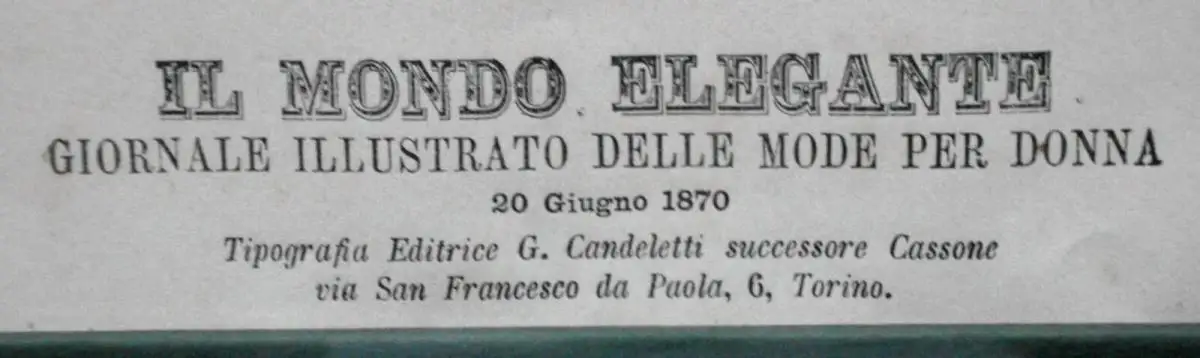 IL MONDO ELEGANTE
GIORNALE ILLUSTRATO DELLE MODE PER DONNA
20 Giugno 1870
Tipografia Editrice G. Candeletti successore Cassone
via San Francesco da Paola, 6, Torino.